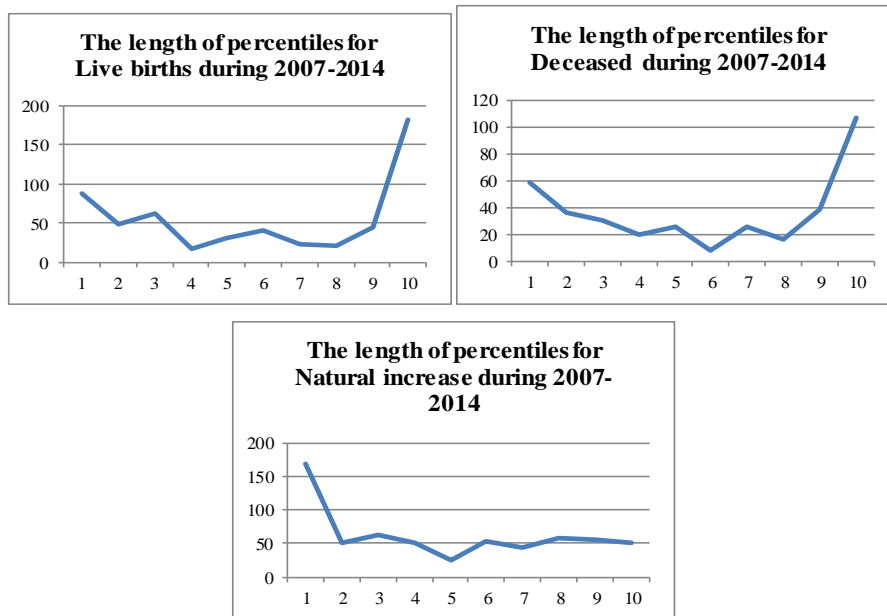 The length of percentiles for
Live births during 2007-2014
200
150
100
50
0
1 2 3 4 5 6 7 8 9 10
The length of percentiles for
Deceased during 2007-2014
120
100
80
60
40
20
0
1 2 3 4 5 6 7 8 9 10
The length of percentiles for
Natural increase during 2007-
2014
200
150
100
50
0
1 2 3 4 5 6 7 8 9 10